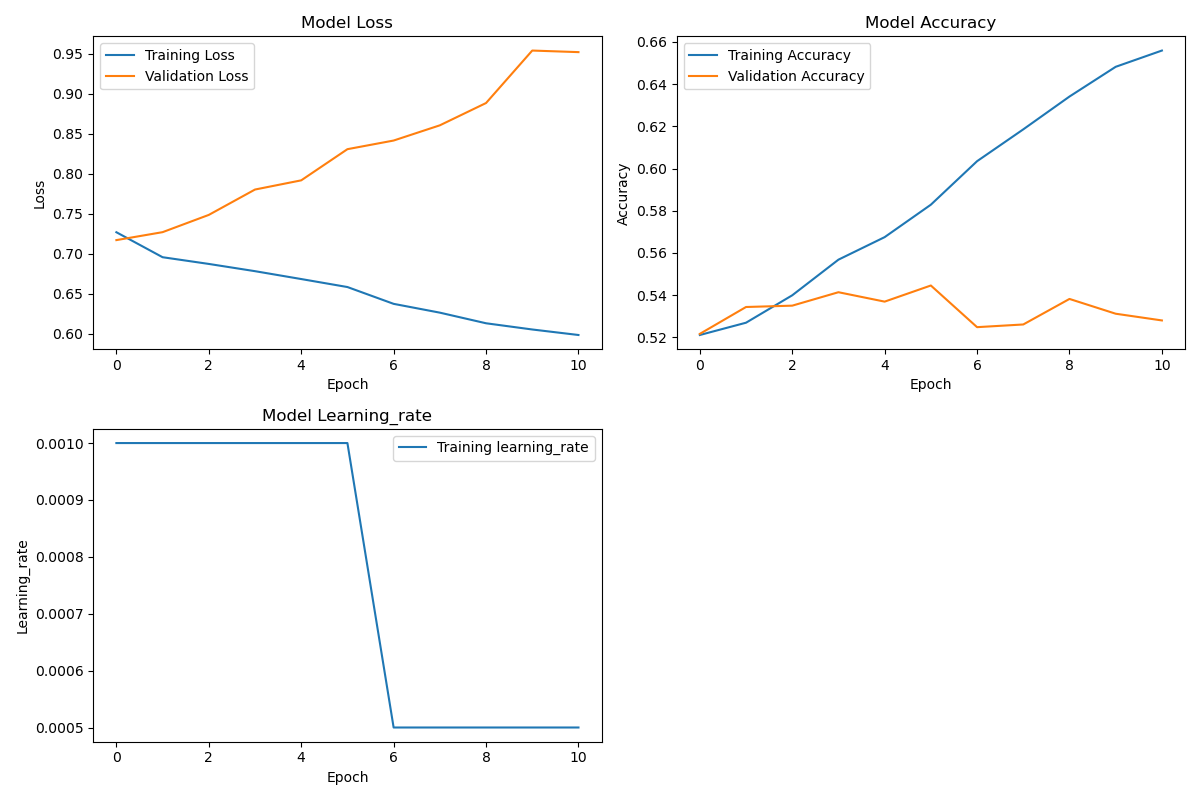 Model Loss
Training Loss
Validation Loss
0.95
0.90
0.85
0.80
0.75
0.70
0.65
0.60
Loss
0 2 4 6 8 10
Epoch
Model Accuracy
Training Accuracy
Validation Accuracy
0.66
0.64
0.62
0.60
0.58
0.56
0.54
0.52
Accuracy
0 2 4 6 8 10
Epoch
Model Learning_rate
Training learning_rate
0.0010
0.0009
0.0008
0.0007
0.0006
0.0005
Learning_rate
0 2 4 6 8 10
Epoch